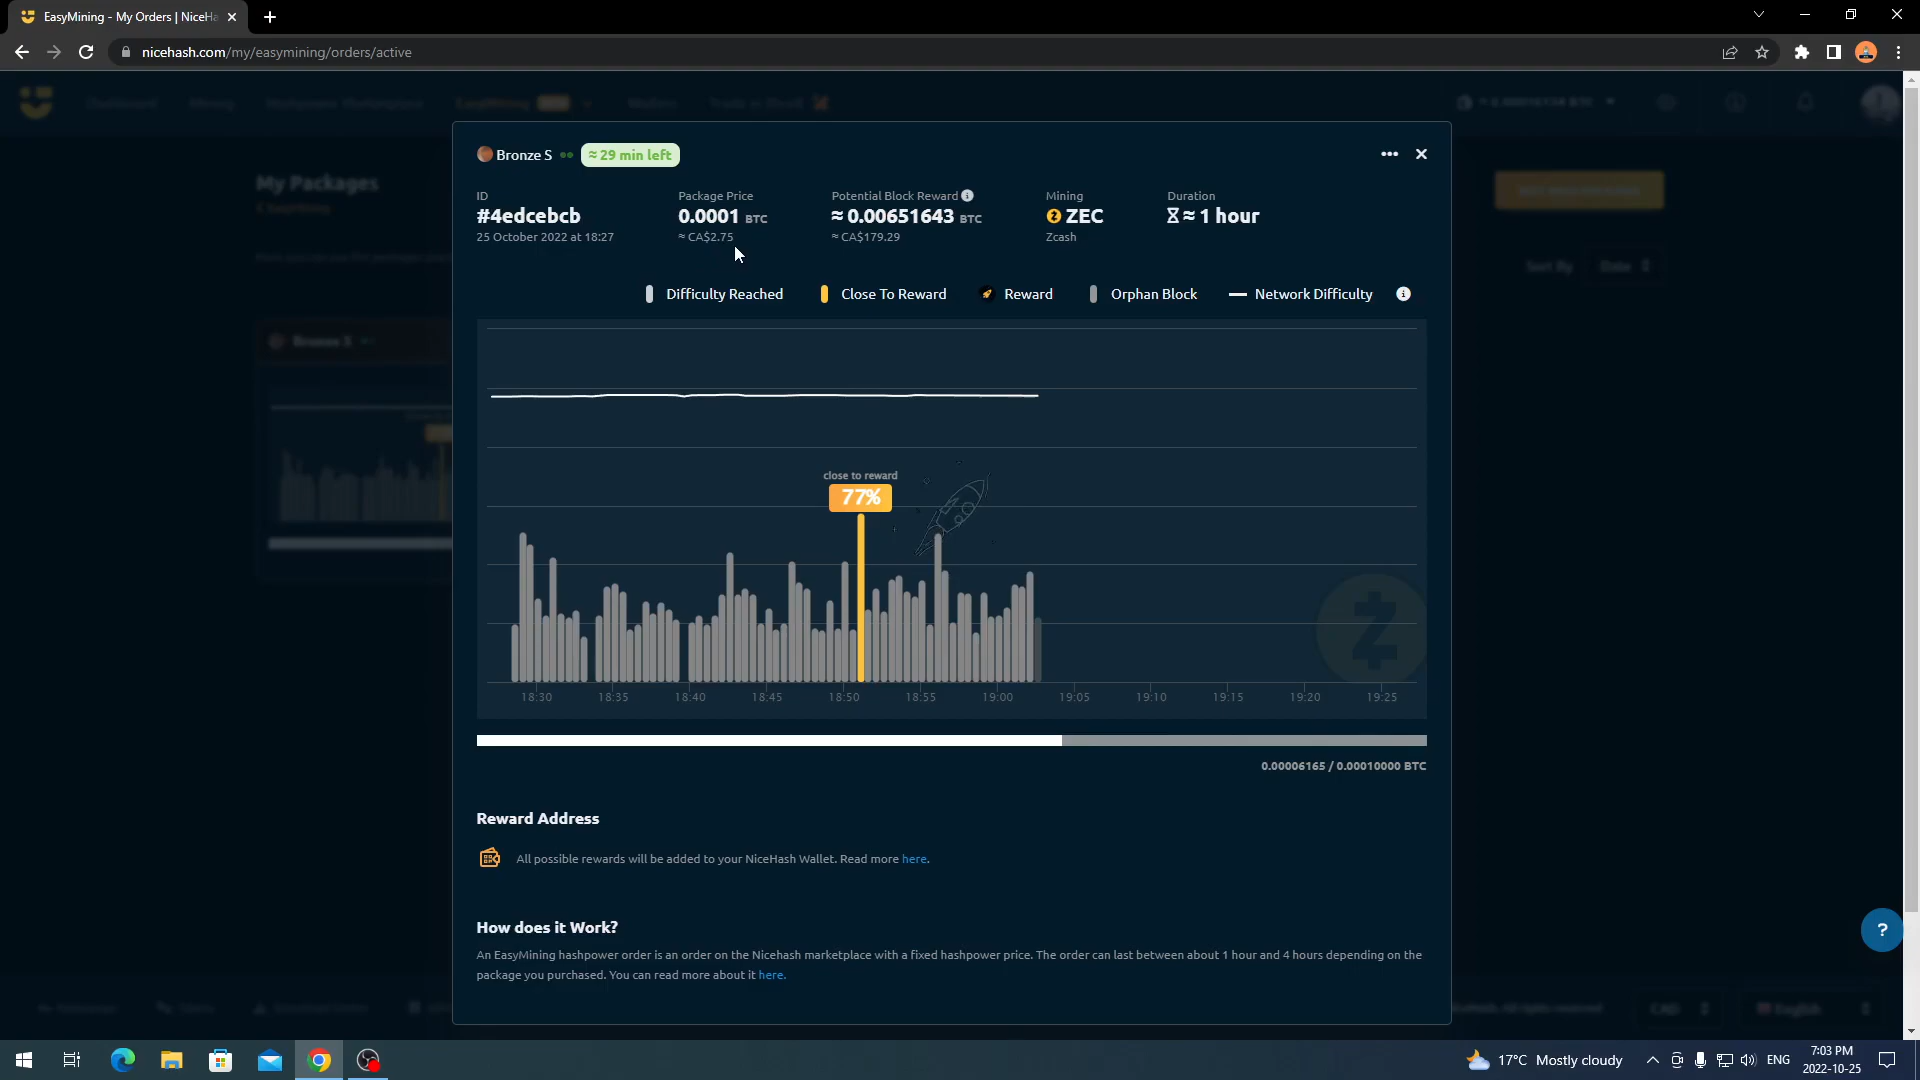 EasyMining - My Orders | NiceHa
nicehash.com/my/easymining/orders/active
My Packages
Bronze S
≈ 29 min left
ID
#4edcebcb
25 October 2022 at 18:27
Package Price
0.0001 BTC
≈ CA$2.75
Potential Block Reward
≈ 0.00651643 BTC
≈ CA$179.29
Mining
ZEC
Zcash
Duration
≈ 1 hour
Sort By
Date
Difficulty Reached
Close To Reward
Reward
Orphan Block
Network Difficulty
close to reward
77%
18:30 18:35 18:40 18:45 18:50 18:55 19:00 19:05 19:10 19:15 19:20 19:25
0.00006165 / 0.00010000 BTC
Reward Address
All possible rewards will be added to your NiceHash Wallet. Read more here.
How does it Work?
An EasyMining hashpower order is an order on the Nicehash marketplace with a fixed hashpower price. The order can last between about 1 hour and 4 hours depending on the
package you purchased. You can read more about it here.
CAD
English
17°C Mostly cloudy
ENG
7:03 PM
2022-10-25